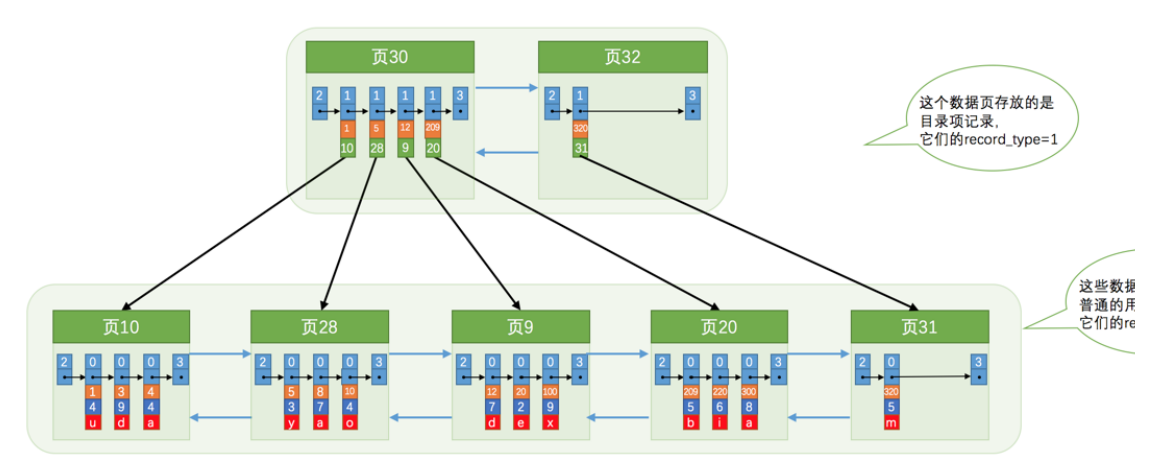 页30
页32
2 1 1 1 1 3
2 1 3
1 5 12 209
320
10 28 9 20
31
这个数据页存放的是
目录项记录，
它们的record_type=1
这些数据
普通的用
它们的re
页10
页28
页9
页20
页31
2 0 0 0 3
2 0 0 0 3
2 0 0 0 3
2 0 0 0 3
2 0 3
1 3 4
5 8 10
12 20 100
209 220 300
320
4 9 4
3 7 4
7 2 9
5 6 8
5
u d a
y a o
d e x
b i a
m